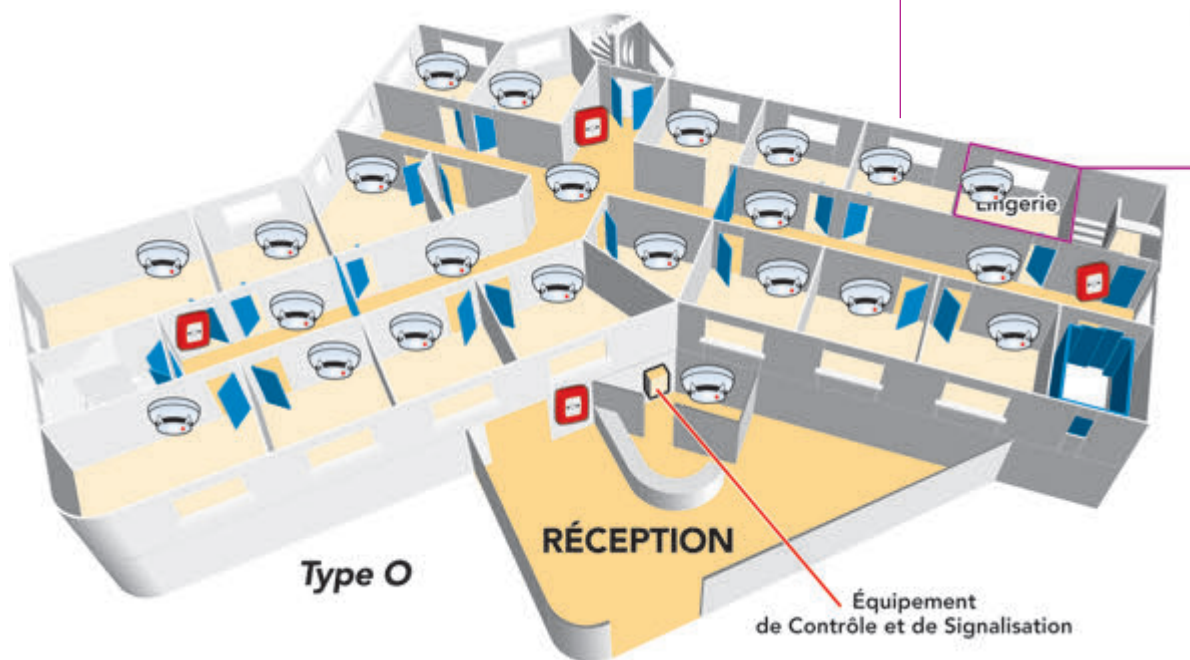 Lingerie
RÉCEPTION
Type O
Équipement
de Contrôle et de Signalisation